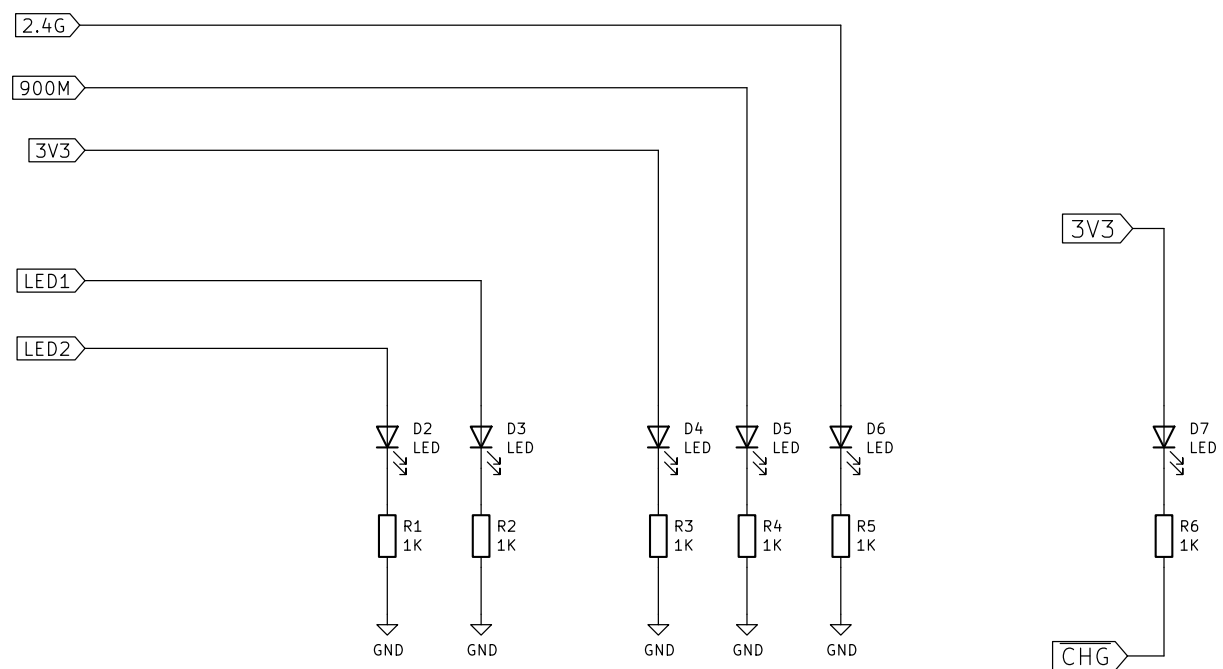 2.4G
900M
3V3
3V3
LED1
LED2
D2
LED
D3
LED
D4
LED
D5
LED
D6
LED
D7
LED
R1
1K
R2
1K
R3
1K
R4
1K
R5
1K
R6
1K
GND
GND
GND
GND
GND
CHG